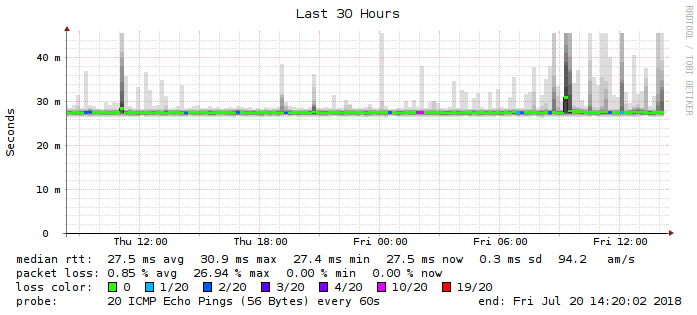 Last 30 Hours
RRDTOOL / TOBI OETIKER
Seconds
40 m
30 m
20 m
10 m
0
Thu 12:00 Thu 18:00 Fri 00:00 Fri 06:00 Fri 12:00
median rtt: 27.5 ms avg 30.9 ms max 27.4 ms min 27.5 ms now 0.3 ms sd 94.2 am/s
packet loss: 0.85 % avg 26.94 % max 0.00 % min 0.00 % now
loss color: 0 1/20 2/20 3/20 4/20 10/20 19/20
probe: 20 ICMP Echo Pings (56 Bytes) every 60s end: Fri Jul 20 14:20:02 2018